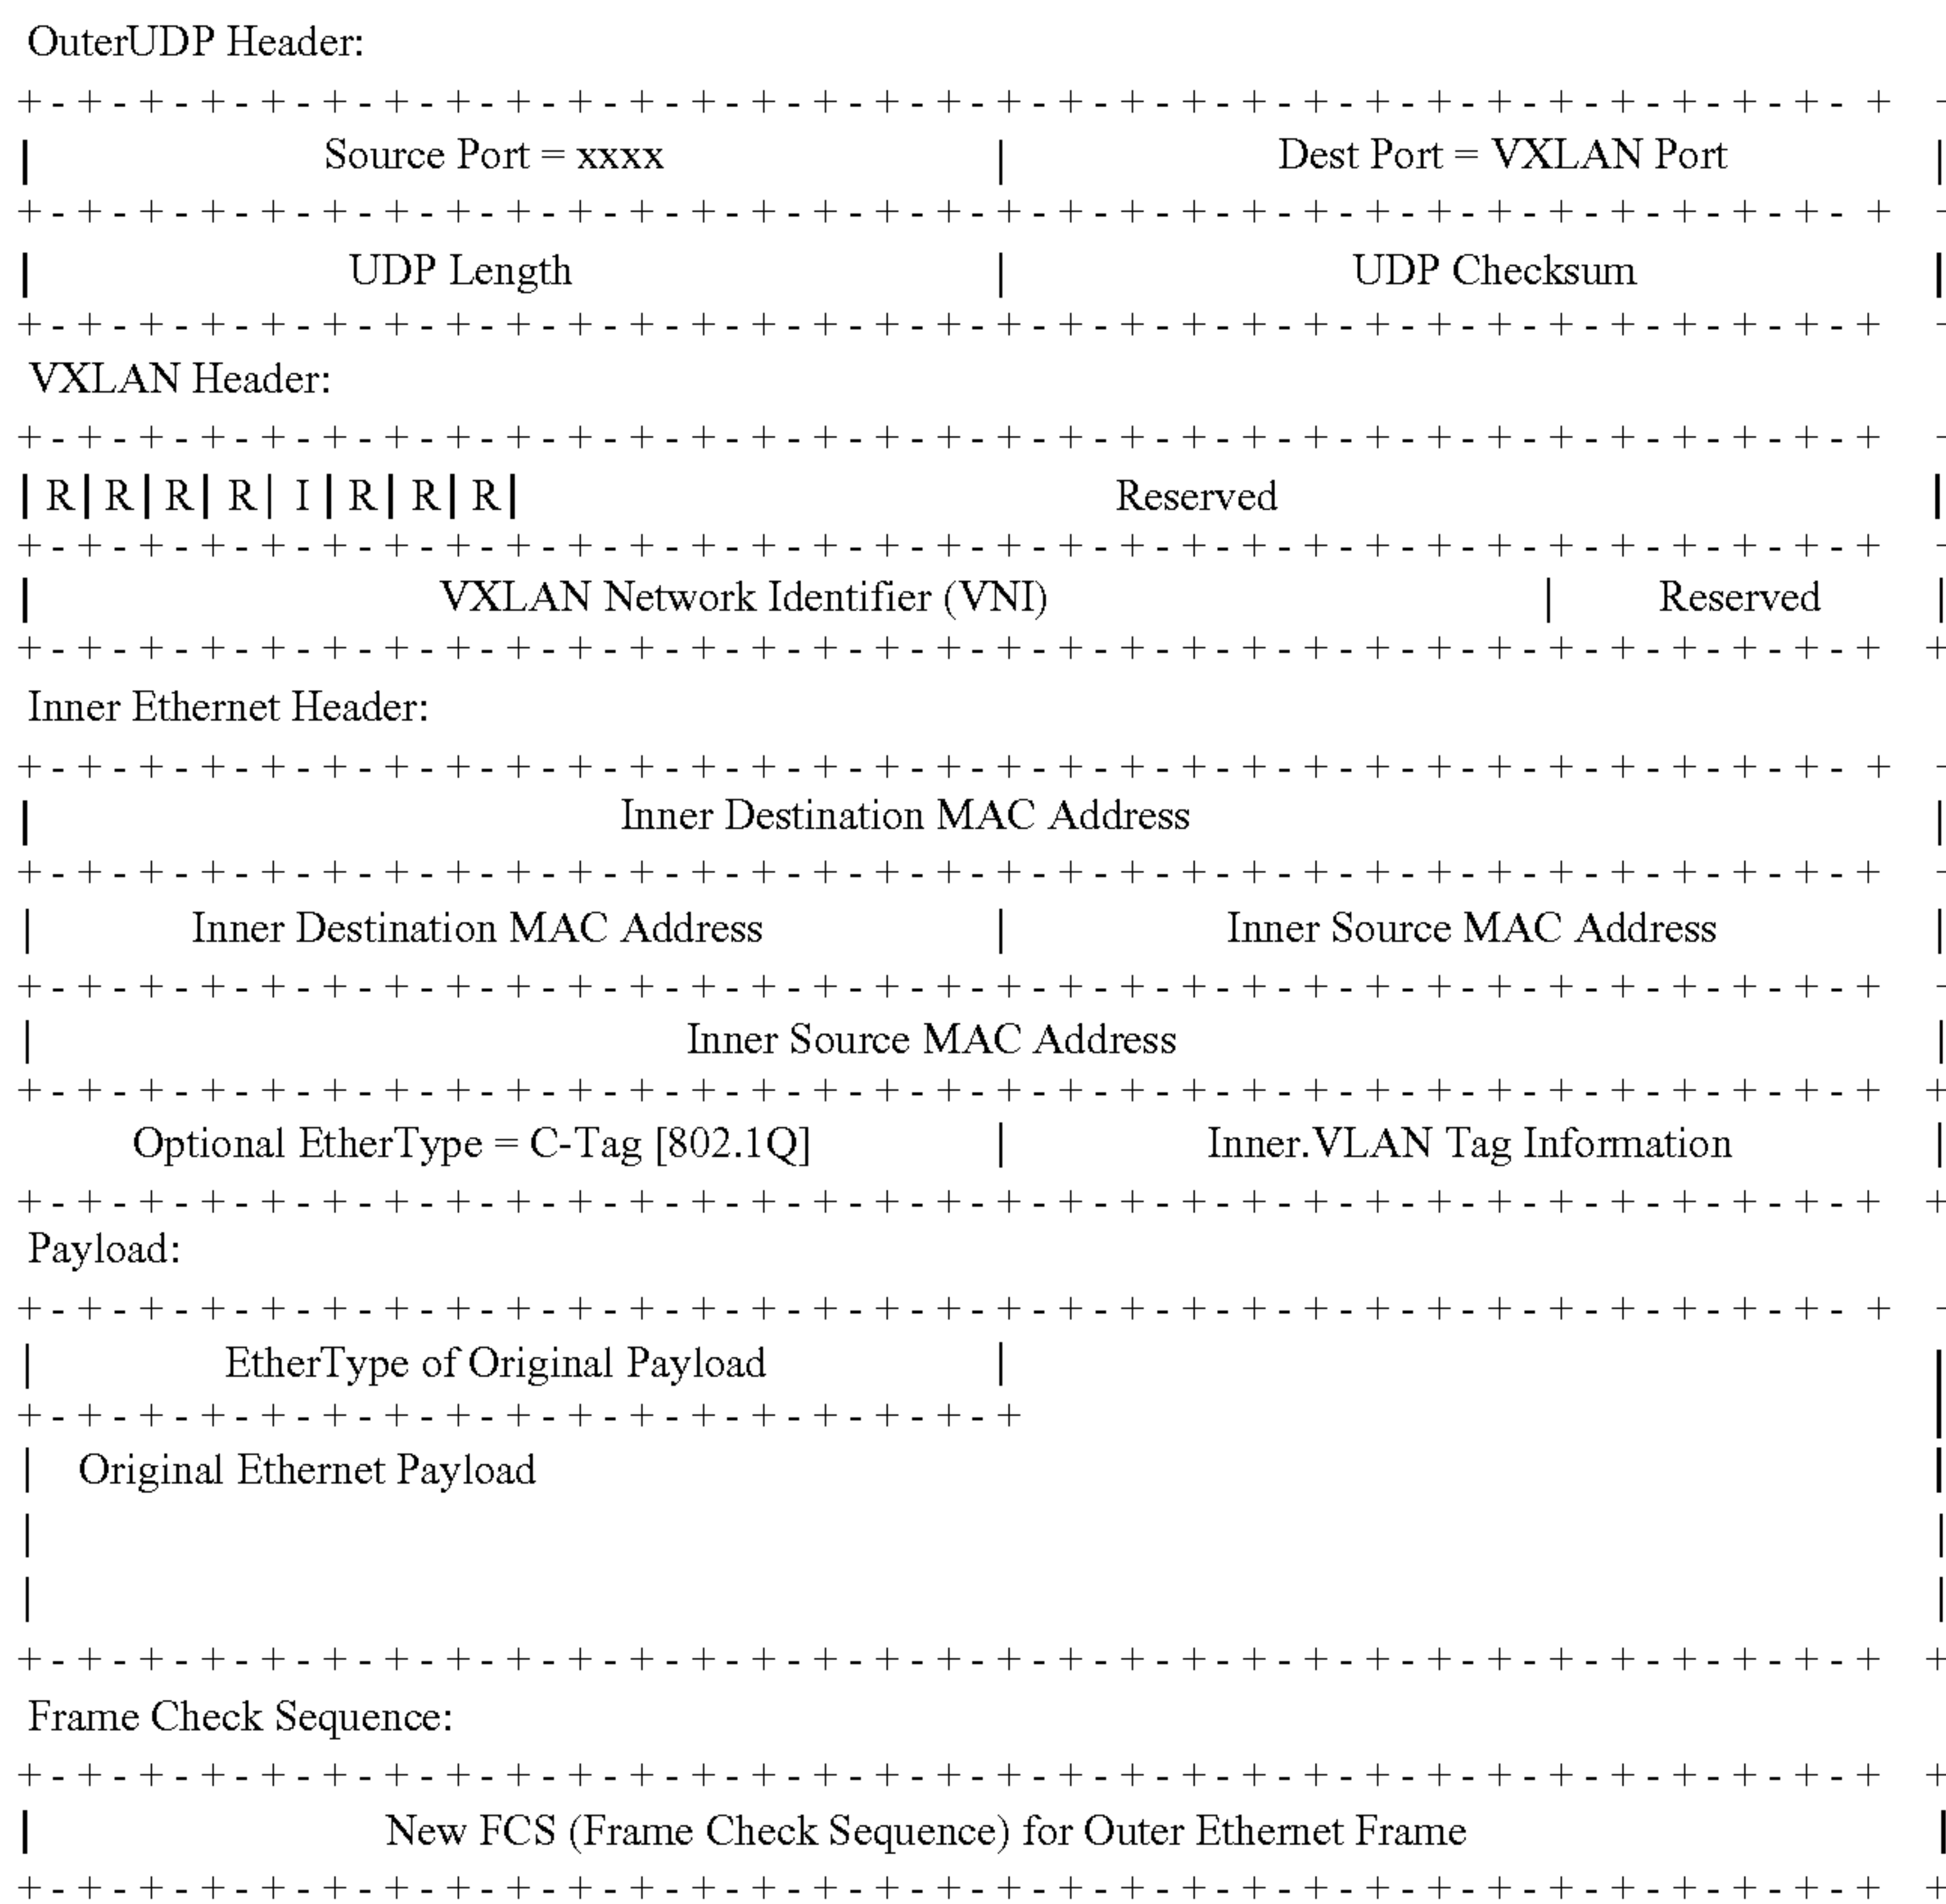 OuterUDP Header:
+-+-+-+-+-+-+-+-+-+-+-+-+-+-+-+-+-+-+-+-+-+-+-+-+-+-+-+-+-+-+- + -
| Source Port = xxxx | Dest Port = VXLAN Port |
+-+-+-+-+-+-+-+-+-+-+-+-+-+-+-+-+-+-+-+-+-+-+-+-+-+-+-+-+-+-+- + -
| UDP Length | UDP Checksum |
+-+-+-+-+-+-+-+-+-+-+-+-+-+-+-+-+-+-+-+-+-+-+-+-+-+-+-+-+-+-+-+ -
VXLAN Header:
+-+-+-+-+-+-+-+-+-+-+-+-+-+-+-+-+-+-+-+-+-+-+-+-+-+-+-+-+-+-+-+ -
| R| R| R| R| I | R| R| R| Reserved |
+-+-+-+-+-+-+-+-+-+-+-+-+-+-+-+-+-+-+-+-+-+-+-+-+-+-+-+-+-+-+-+ -
| VXLAN Network Identifier (VNI) | Reserved |
+-+-+-+-+-+-+-+-+-+-+-+-+-+-+-+-+-+-+-+-+-+-+-+-+-+-+-+-+-+-+-+ +
Inner Ethernet Header:
+-+-+-+-+-+-+-+-+-+-+-+-+-+-+-+-+-+-+-+-+-+-+-+-+-+-+-+-+-+-+- + -
| Inner Destination MAC Address |
+-+-+-+-+-+-+-+-+-+-+-+-+-+-+-+-+-+-+-+-+-+-+-+-+-+-+-+-+-+-+-+ -
| Inner Destination MAC Address | Inner Source MAC Address |
+-+-+-+-+-+-+-+-+-+-+-+-+-+-+-+-+-+-+-+-+-+-+-+-+-+-+-+-+-+-+-+ -
| Inner Source MAC Address |
+-+-+-+-+-+-+-+-+-+-+-+-+-+-+-+-+-+-+-+-+-+-+-+-+-+-+-+-+-+-+-+ +
Optional EtherType = C-Tag [802.1Q] | Inner.VLAN Tag Information |
+-+-+-+-+-+-+-+-+-+-+-+-+-+-+-+-+-+-+-+-+-+-+-+-+-+-+-+-+-+-+-+ +
Payload:
+-+-+-+-+-+-+-+-+-+-+-+-+-+-+-+-+-+-+-+-+-+-+-+-+-+-+-+-+-+-+- + -
| EtherType of Original Payload | |
+-+-+-+-+-+-+-+-+-+-+-+-+-+-+-+-+
| Original Ethernet Payload |
| |
| |
+-+-+-+-+-+-+-+-+-+-+-+-+-+-+-+-+-+-+-+-+-+-+-+-+-+-+-+-+-+-+-+ +
Frame Check Sequence:
+-+-+-+-+-+-+-+-+-+-+-+-+-+-+-+-+-+-+-+-+-+-+-+-+-+-+-+-+-+-+-+ +
| New FCS (Frame Check Sequence) for Outer Ethernet Frame |
+-+-+-+-+-+-+-+-+-+-+-+-+-+-+-+-+-+-+-+-+-+-+-+-+-+-+-+-+-+-+-+ +